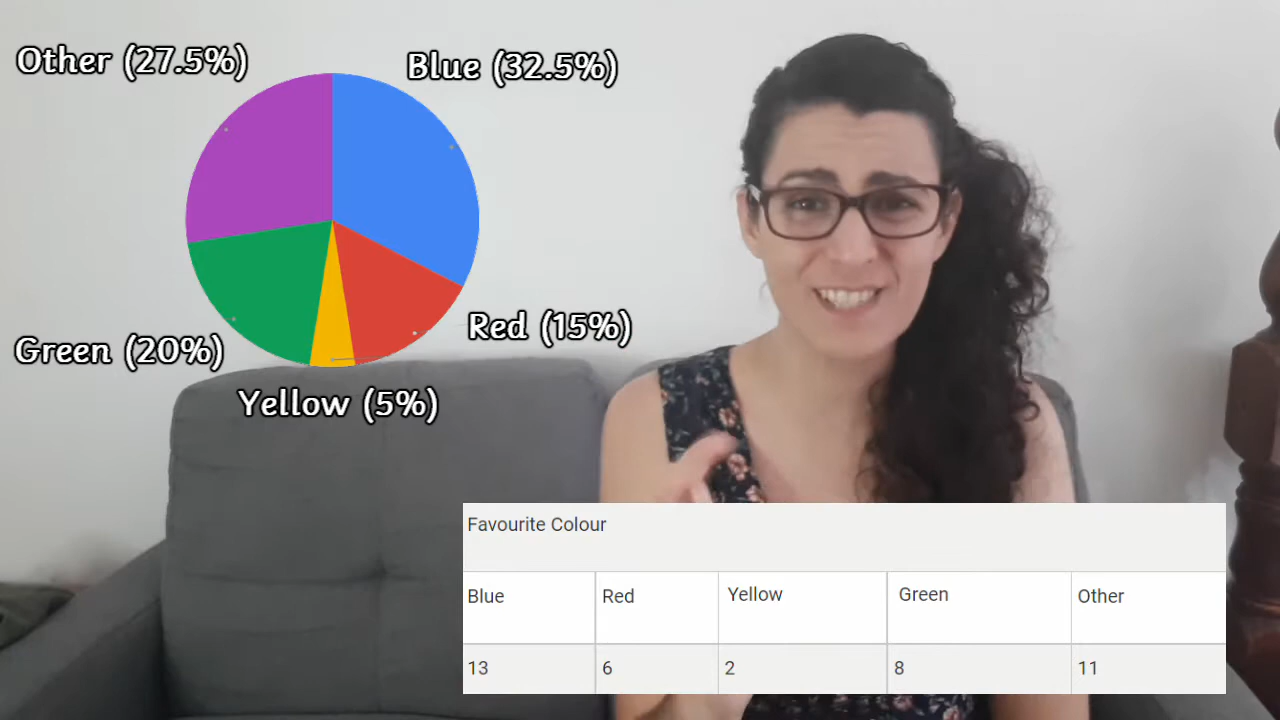 Other (27.5%)
Blue (32.5%)
Red (15%)
Green (20%)
Yellow (5%)
Favourite Colour
Blue Red Yellow Green Other
13 6 2 8 11